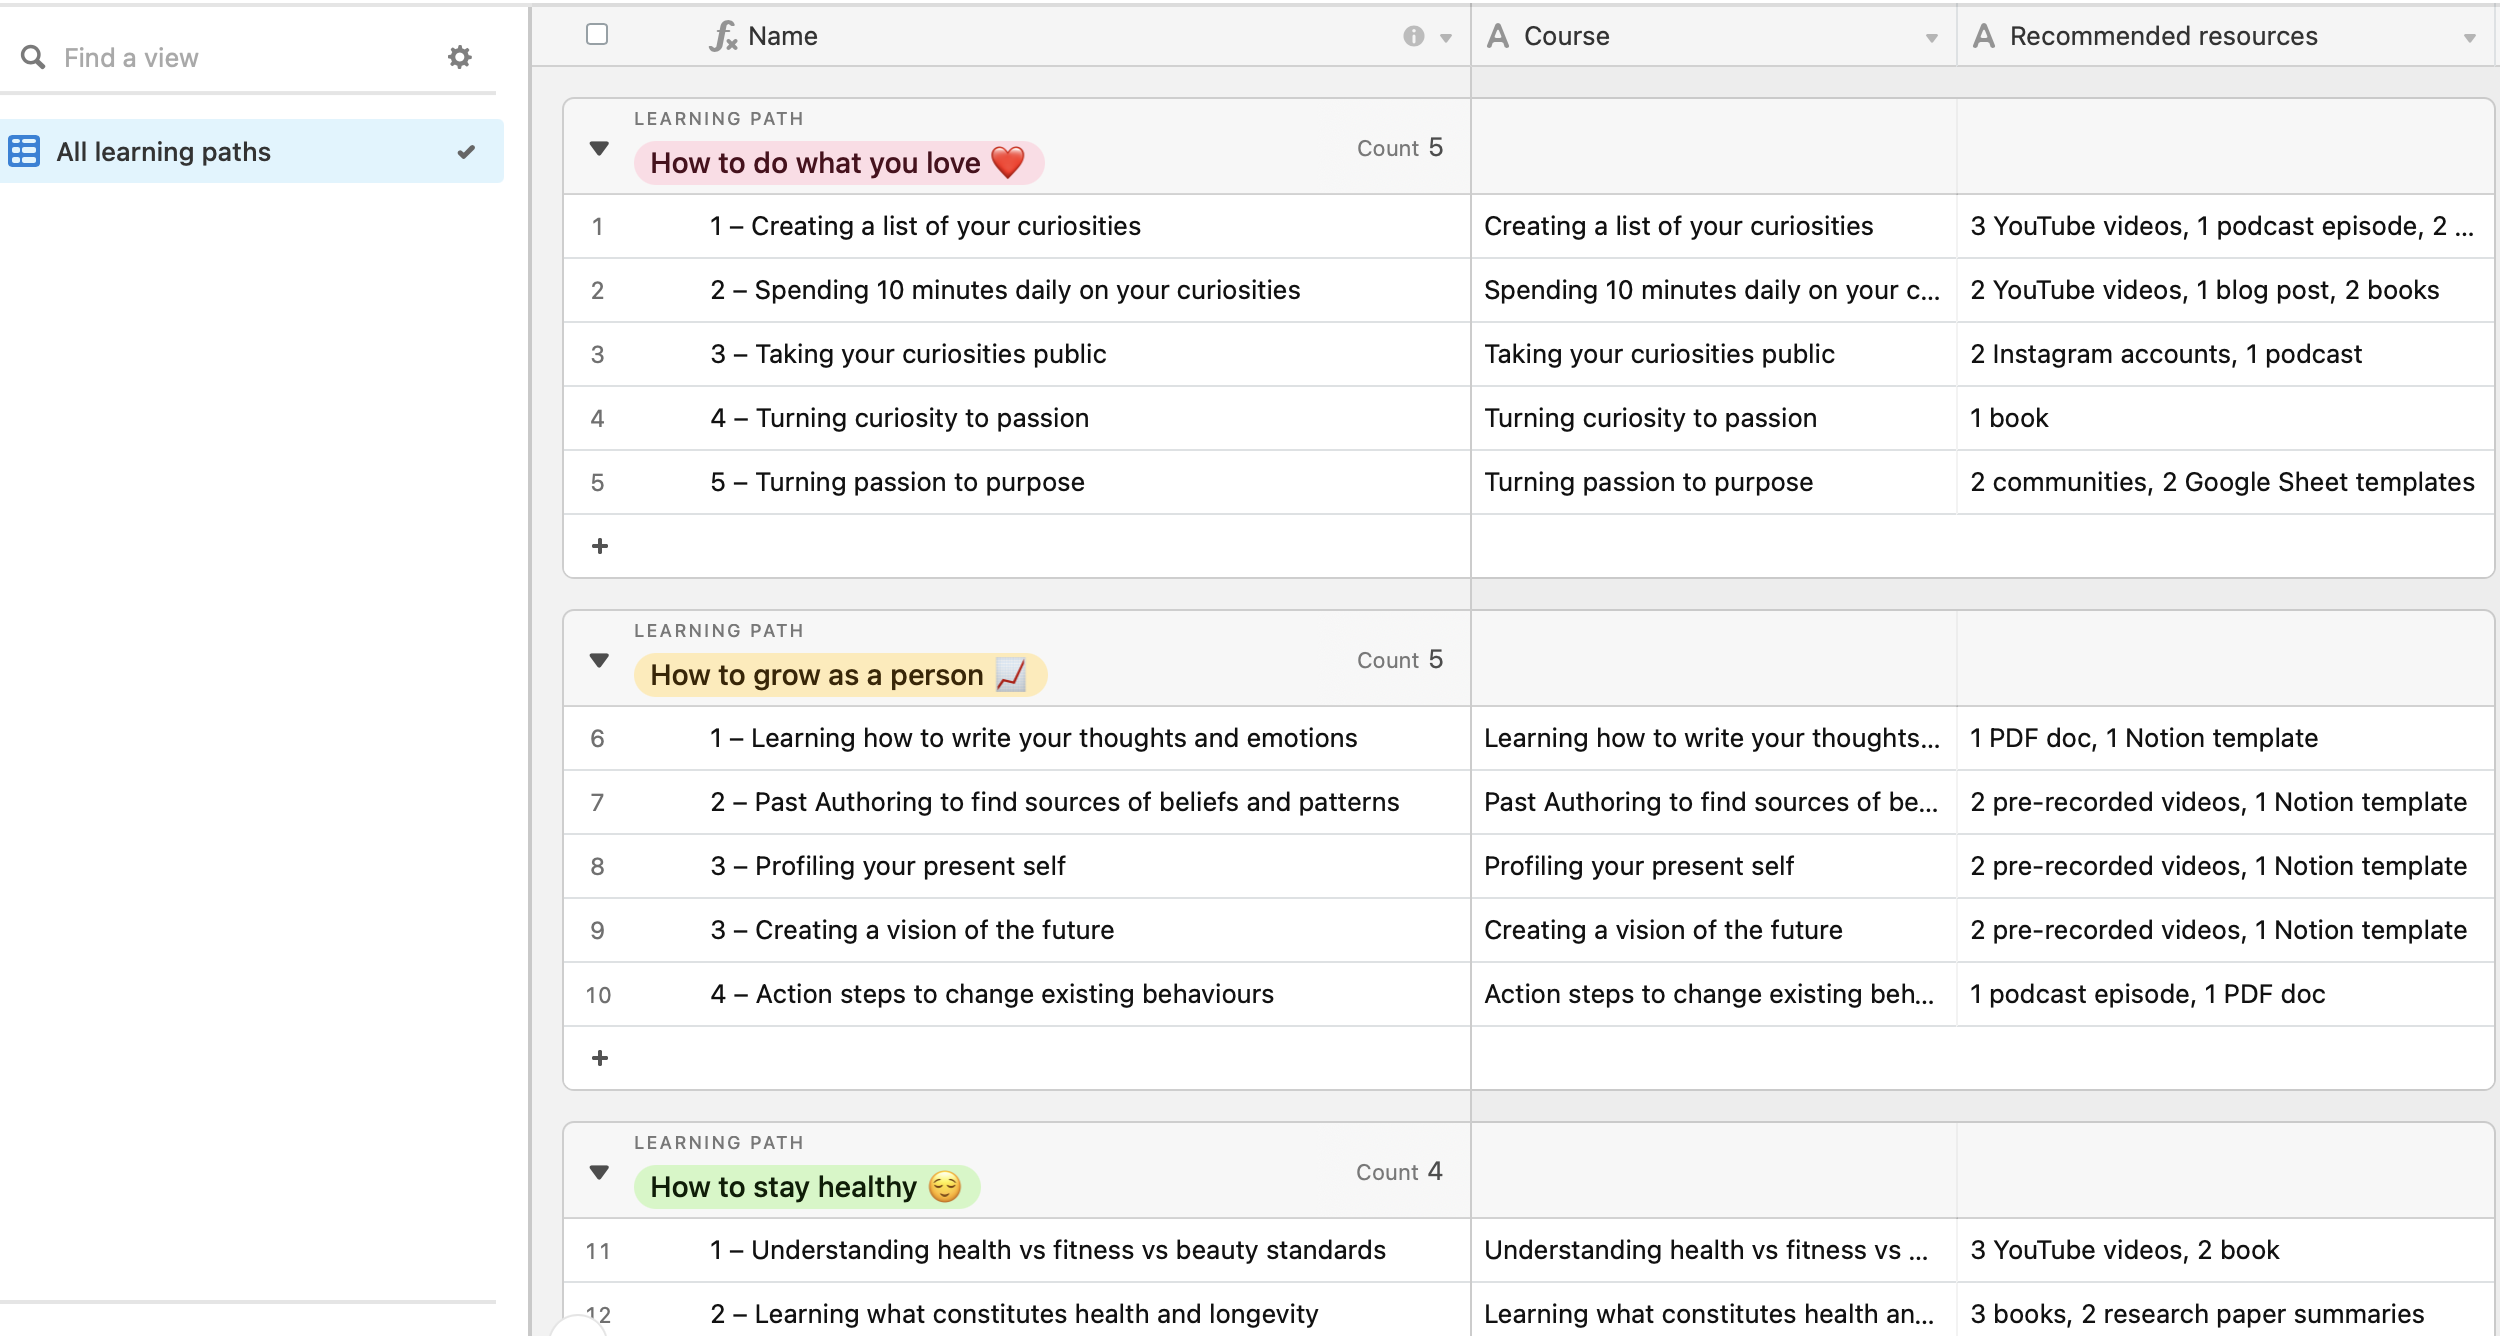 Find a view
All learning paths
Name
Course
Recommended resources
LEARNING PATH
How to do what you love ❤️
Count 5
1 1 – Creating a list of your curiosities Creating a list of your curiosities 3 YouTube videos, 1 podcast episode, 2 ...
2 2 – Spending 10 minutes daily on your curiosities Spending 10 minutes daily on your c... 2 YouTube videos, 1 blog post, 2 books
3 3 – Taking your curiosities public Taking your curiosities public 2 Instagram accounts, 1 podcast
4 4 – Turning curiosity to passion Turning curiosity to passion 1 book
5 5 – Turning passion to purpose Turning passion to purpose 2 communities, 2 Google Sheet templates
+
LEARNING PATH
How to grow as a person 📈
Count 5
6 1 – Learning how to write your thoughts and emotions Learning how to write your thoughts... 1 PDF doc, 1 Notion template
7 2 – Past Authoring to find sources of beliefs and patterns Past Authoring to find sources of be... 2 pre-recorded videos, 1 Notion template
8 3 – Profiling your present self Profiling your present self 2 pre-recorded videos, 1 Notion template
9 3 – Creating a vision of the future Creating a vision of the future 2 pre-recorded videos, 1 Notion template
10 4 – Action steps to change existing behaviours Action steps to change existing beh... 1 podcast episode, 1 PDF doc
+
LEARNING PATH
How to stay healthy 😌
Count 4
11 1 – Understanding health vs fitness vs beauty standards Understanding health vs fitness vs ... 3 YouTube videos, 2 book
12 2 – Learning what constitutes health and longevity Learning what constitutes health an... 3 books, 2 research paper summaries